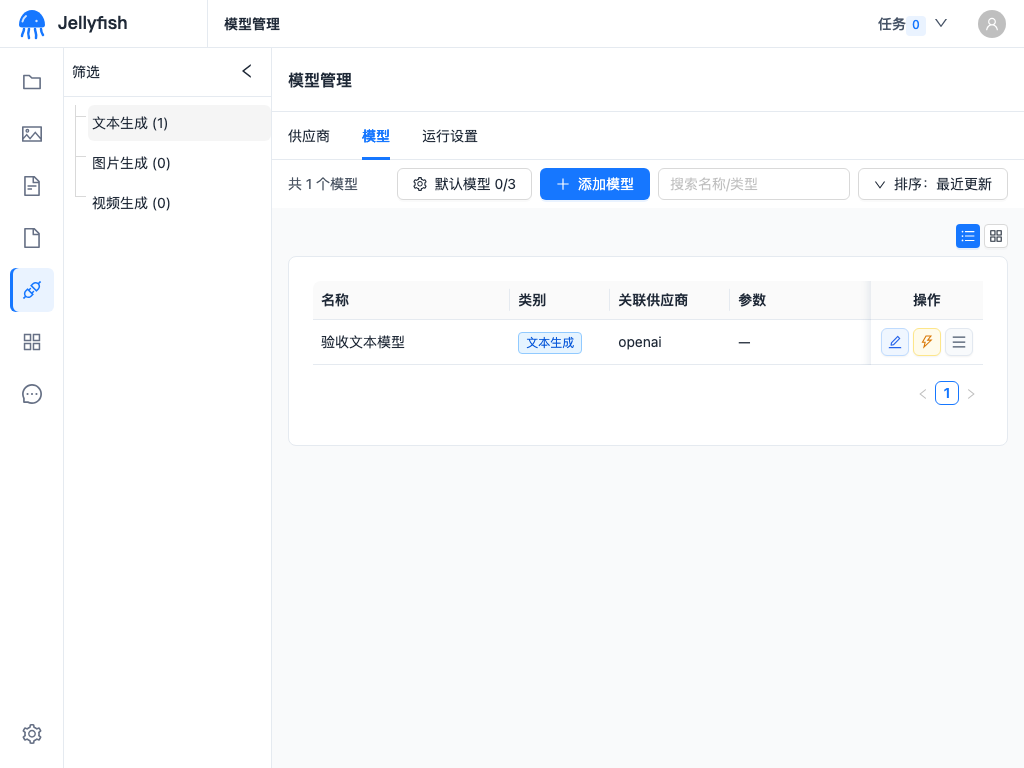 Jellyfish
模型管理
任务 0
筛选
文本生成 (1)
图片生成 (0)
视频生成 (0)
模型管理
供应商 模型 运行设置
共 1 个模型 默认模型 0/3 添加模型 搜索名称/类型 排序：最近更新
名称 类别 关联供应商 参数 操作
验收文本模型 文本生成 openai —
1